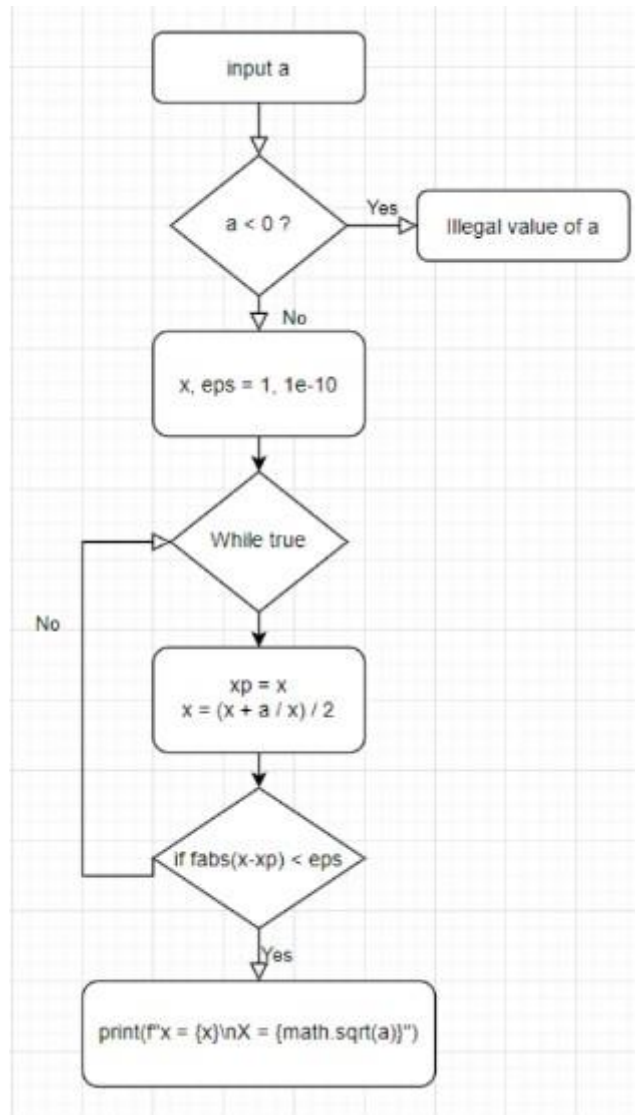 input a
a < 0 ?
Yes
Illegal value of a
No
x, eps = 1, 1e-10
While true
No
xp = x
x = (x + a / x) / 2
if fabs(x-xp) < eps
Yes
print(f"x = {x}\nX = {math.sqrt(a)}")